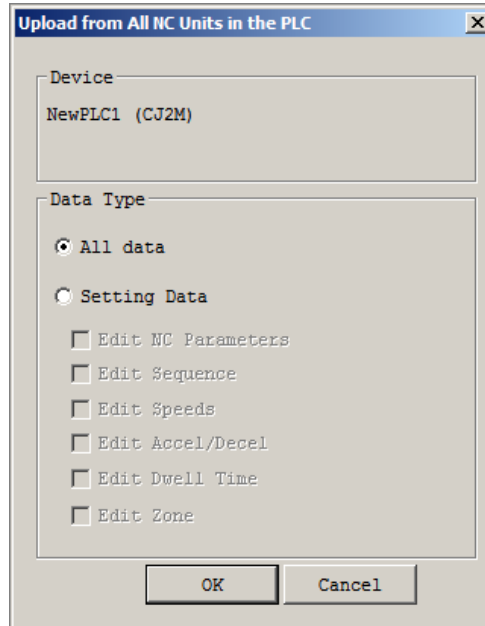 Upload from All NC Units in the PLC
Device
NewPLC1 (CJ2M)
Data Type
All data
Setting Data
Edit NC Parameters
Edit Sequence
Edit Speeds
Edit Accel/Decel
Edit Dwell Time
Edit Zone
OK
Cancel